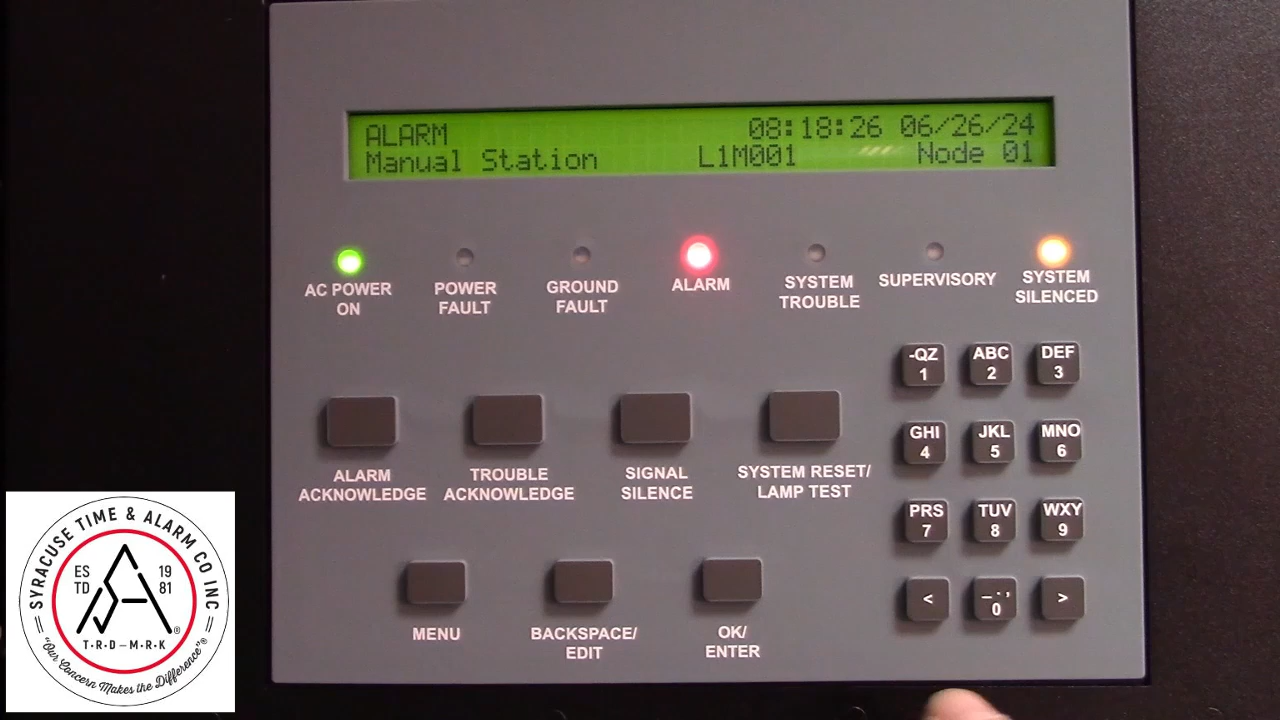 ALARM 08:18:26 06/26/24
Manual Station L1M001 Node 01
AC POWER
ON
POWER
FAULT
GROUND
FAULT
ALARM
SYSTEM
TROUBLE
SUPERVISORY
SYSTEM
SILENCED
-QZ
1
ABC
2
DEF
3
ALARM
ACKNOWLEDGE
TROUBLE
ACKNOWLEDGE
SIGNAL
SILENCE
SYSTEM RESET/
LAMP TEST
GHI
4
JKL
5
MNO
6
PRS
7
TUV
8
WXY
9
<
_.,
0
>
MENU
BACKSPACE/
EDIT
OK/
ENTER
SYRACUSE TIME & ALARM CO INC
ES 19
TD 81
T·R·D–M·R·K ®
"Our Concern Makes the Difference"®